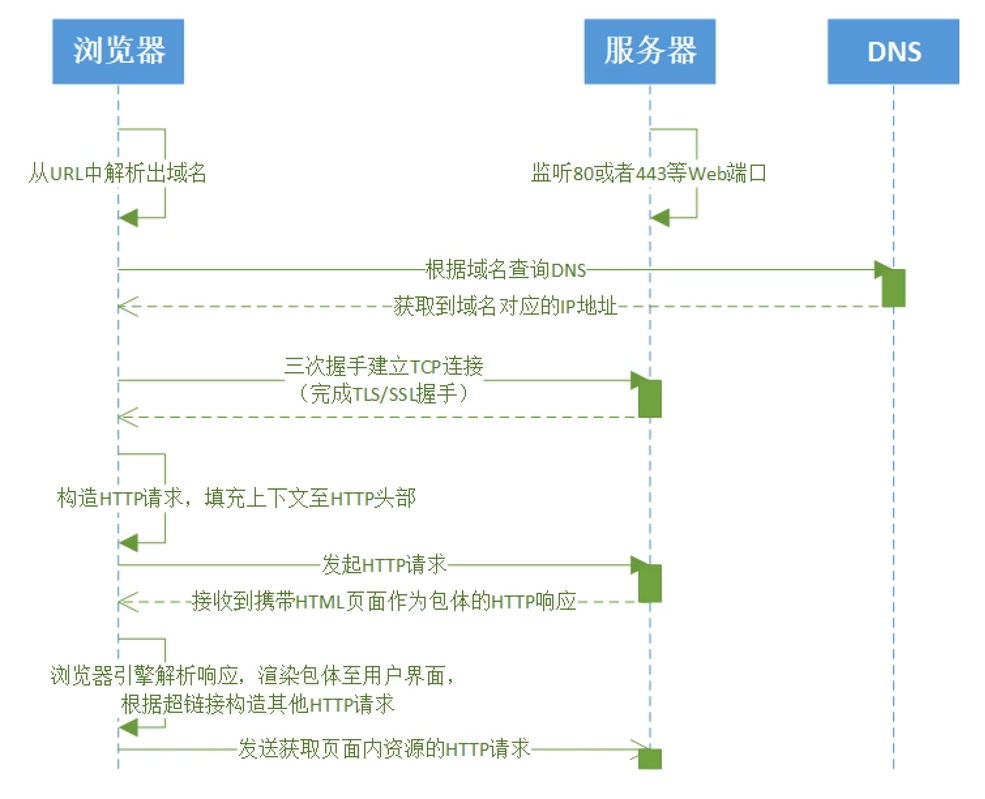 浏览器
服务器
DNS
从URL中解析出域名
监听80或者443等Web端口
根据域名查询DNS
获取到域名对应的IP地址
三次握手建立TCP连接
（完成TLS/SSL握手）
构造HTTP请求，填充上下文至HTTP头部
发起HTTP请求
接收到携带HTML页面作为包体的HTTP响应
浏览器引擎解析响应，渲染包体至用户界面，
根据超链接构造其他HTTP请求
发送获取页面内资源的HTTP请求